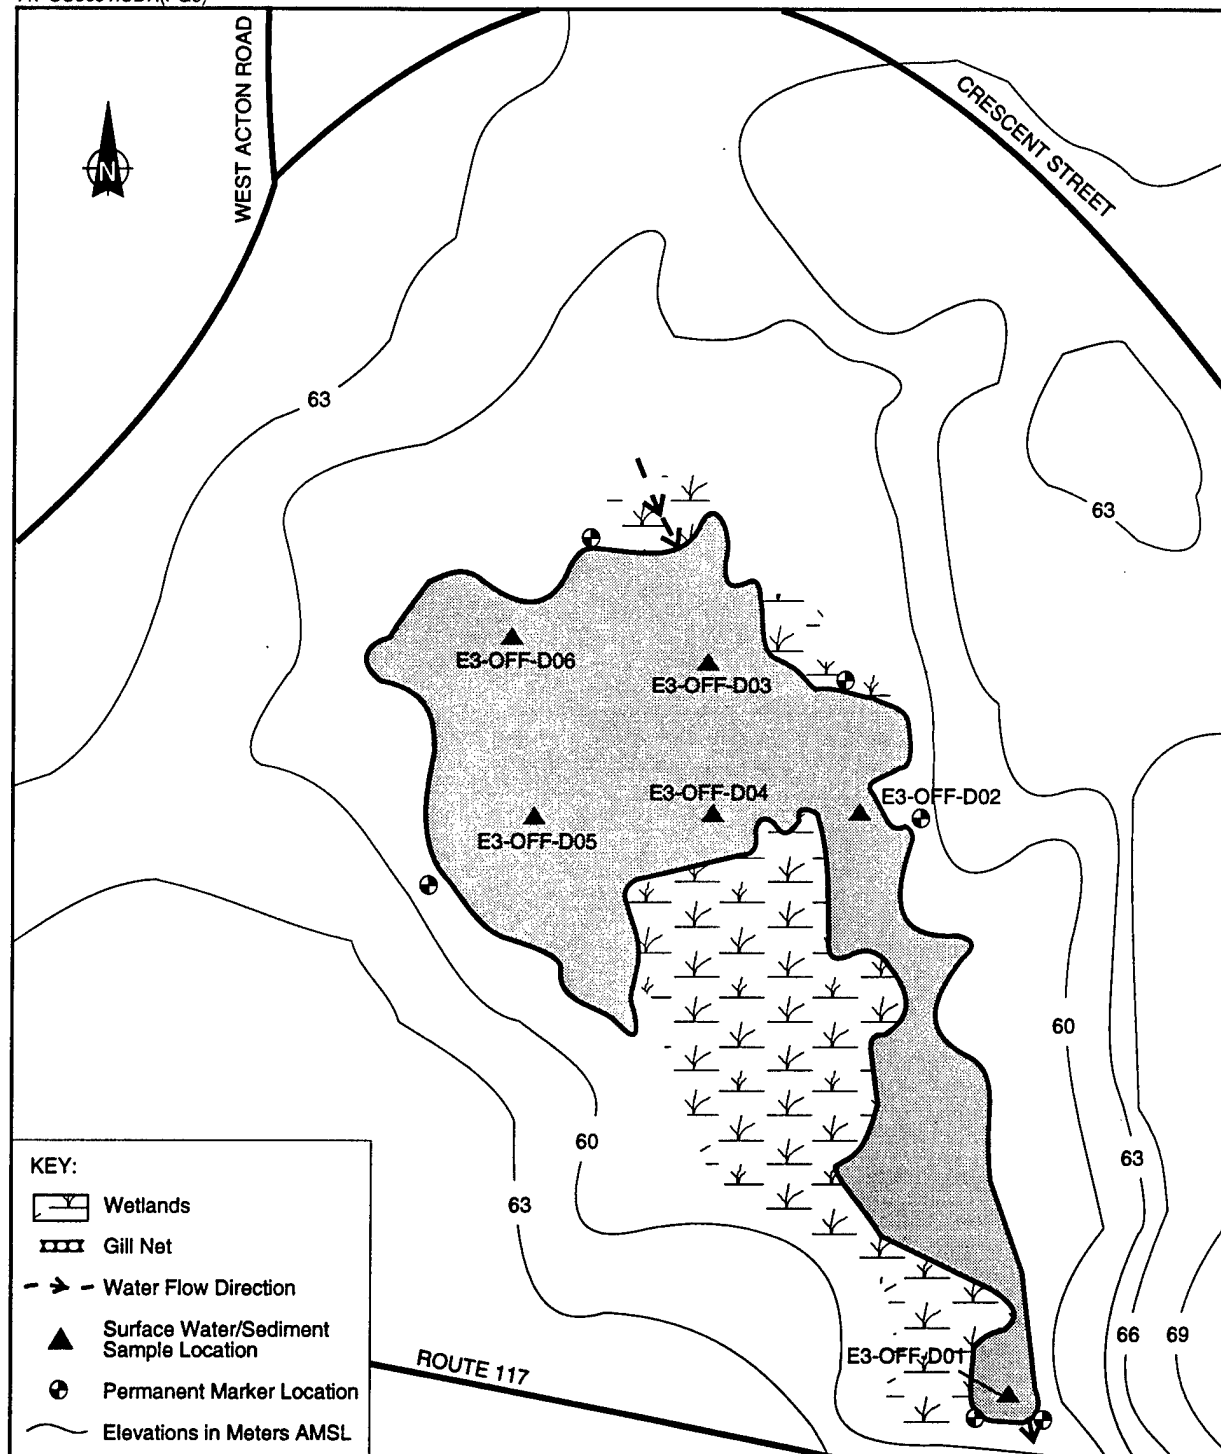 WEST ACTON ROAD
CRESCENT STREET
N
63
63
E3-OFF-D06
E3-OFF-D03
E3-OFF-D04
E3-OFF-D02
E3-OFF-D05
60
60
63
63
66
69
E3-OFF-D01
ROUTE 117
KEY:
Wetlands
Gill Net
Water Flow Direction
Surface Water/Sediment
Sample Location
Permanent Marker Location
Elevations in Meters AMSL